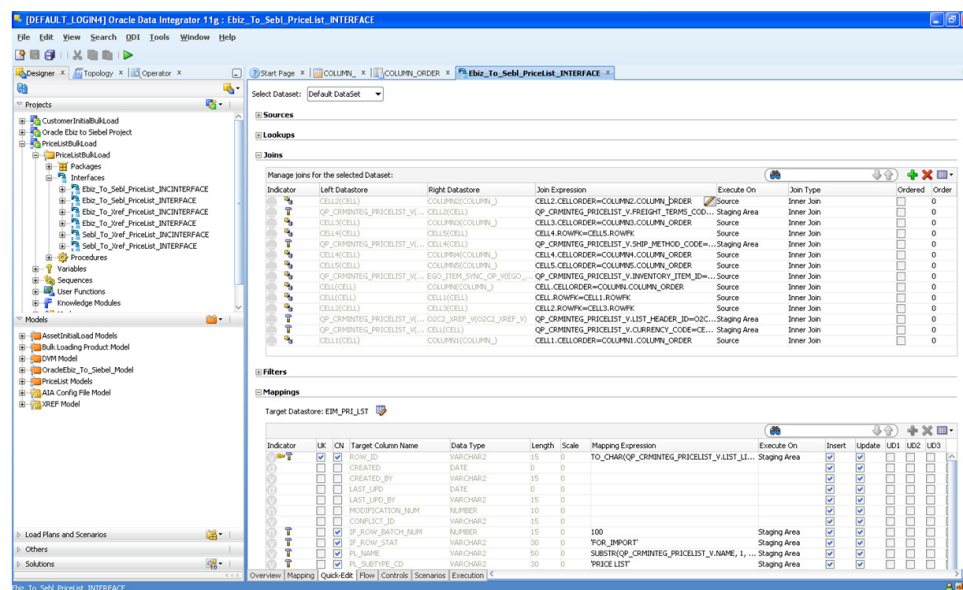 [DEFAULT_LOGIN4] Oracle Data Integrator 11g : Ebiz_To_Sebl_PriceList_INTERFACE
File Edit View Search ODI Tools Window Help
Designer x Topology x Operator x
Start Page x COLUMN_ x COLUMN_ORDER x Ebiz_To_Sebl_PriceList_INTERFACE x
Select Dataset: Default DataSet
Projects
CustomerInitialBulkLoad
Oracle Ebiz to Siebel Project
PriceListBulkLoad
PriceListBulkLoad
Packages
Interfaces
Ebiz_To_Sebl_PriceList_INCINTERFACE
Ebiz_To_Sebl_PriceList_INTERFACE
Ebiz_To_Xref_PriceList_INCINTERFACE
Ebiz_To_Xref_PriceList_INTERFACE
Sebl_To_Xref_PriceList_INCINTERFACE
Sebl_To_Xref_PriceList_INTERFACE
Procedures
Variables
Sequences
User Functions
Knowledge Modules
Models
AssetInitialLoad Models
Bulk Loading Product Model
DVM Model
OracleEbiz_To_Siebel_Model
PriceList Models
AIA Config File Model
XREF Model
Load Plans and Scenarios
Others
Solutions
Sources
Lookups
Joins
Manage joins for the selected Dataset:
Indicator Left Datastore Right Datastore Join Expression Execute On Join Type Ordered Order
CELL2(CELL) COLUMN2(COLUMN_) CELL2.CELLORDER=COLUMN2.COLUMN_ORDER Source Inner Join 0
QP_CRMINTEG_PRICELIST_V(... CELL2(CELL) QP_CRMINTEG_PRICELIST_V.FREIGHT_TERMS_COD... Staging Area Inner Join 0
CELL3(CELL) COLUMN3(COLUMN_) CELL3.CELLORDER=COLUMN3.COLUMN_ORDER Source Inner Join 0
CELL4(CELL) CELL5(CELL) CELL4.ROWFK=CELL5.ROWFK Source Inner Join 0
QP_CRMINTEG_PRICELIST_V(... CELL4(CELL) QP_CRMINTEG_PRICELIST_V.SHIP_METHOD_CODE=... Staging Area Inner Join 0
CELL4(CELL) COLUMN4(COLUMN_) CELL4.CELLORDER=COLUMN4.COLUMN_ORDER Source Inner Join 0
CELL5(CELL) COLUMN5(COLUMN_) CELL5.CELLORDER=COLUMN5.COLUMN_ORDER Source Inner Join 0
QP_CRMINTEG_PRICELIST_V(... EGO_ITEM_SYNC_OP_V(EGO_... QP_CRMINTEG_PRICELIST_V.INVENTORY_ITEM_ID=... Source Inner Join 0
CELL(CELL) COLUMN(COLUMN_) CELL.CELLORDER=COLUMN.COLUMN_ORDER Source Inner Join 0
CELL(CELL) CELL1(CELL) CELL.ROWFK=CELL1.ROWFK Source Inner Join 0
CELL2(CELL) CELL3(CELL) CELL2.ROWFK=CELL3.ROWFK Source Inner Join 0
QP_CRMINTEG_PRICELIST_V(... O2C2_XREF_V(O2C2_XREF_V) QP_CRMINTEG_PRICELIST_V.LIST_HEADER_ID=O2C... Staging Area Inner Join 0
QP_CRMINTEG_PRICELIST_V(... CELL(CELL) QP_CRMINTEG_PRICELIST_V.CURRENCY_CODE=CE... Staging Area Inner Join 0
CELL1(CELL) COLUMN1(COLUMN_) CELL1.CELLORDER=COLUMN1.COLUMN_ORDER Source Inner Join 0
Filters
Mappings
Target Datastore: EIM_PRI_LST
Indicator UK CN Target Column Name Data Type Length Scale Mapping Expression Execute On Insert Update UD1 UD2 UD3
ROW_ID VARCHAR2 15 0 TO_CHAR(QP_CRMINTEG_PRICELIST_V.LIST_LI... Staging Area
CREATED DATE 0 0
CREATED_BY VARCHAR2 15 0
LAST_UPD DATE 0 0
LAST_UPD_BY VARCHAR2 15 0
MODIFICATION_NUM NUMBER 10 0
CONFLICT_ID VARCHAR2 15 0
IF_ROW_BATCH_NUM NUMBER 15 0 100 Staging Area
IF_ROW_STAT VARCHAR2 30 0 'FOR_IMPORT' Staging Area
PL_NAME VARCHAR2 50 0 SUBSTR(QP_CRMINTEG_PRICELIST_V.NAME, 1, ... Staging Area
PL_SUBTYPE_CD VARCHAR2 30 0 'PRICE LIST' Staging Area
Overview Mapping Quick-Edit Flow Controls Scenarios Execution
Ebiz_To_Sebl_PriceList_INTERFACE